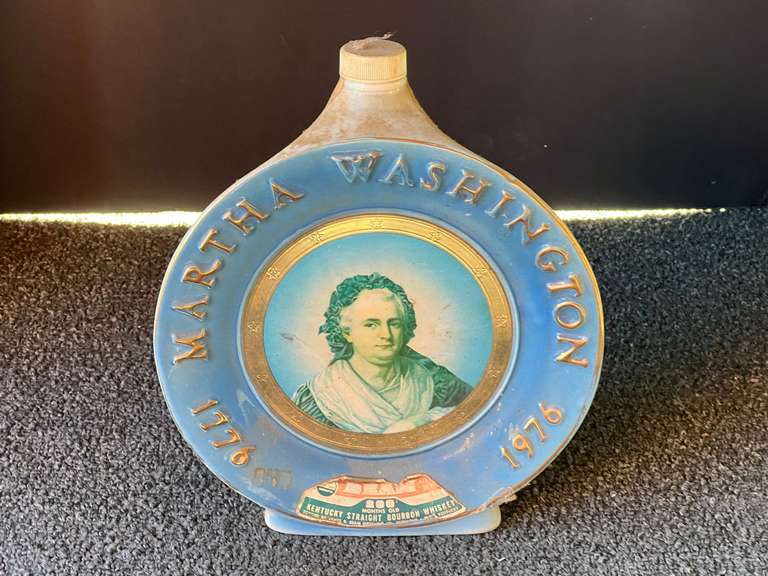 MARTHA WASHINGTON
1776 1976
MONTHS OLD
KENTUCKY STRAIGHT BOURBON WHISKEY